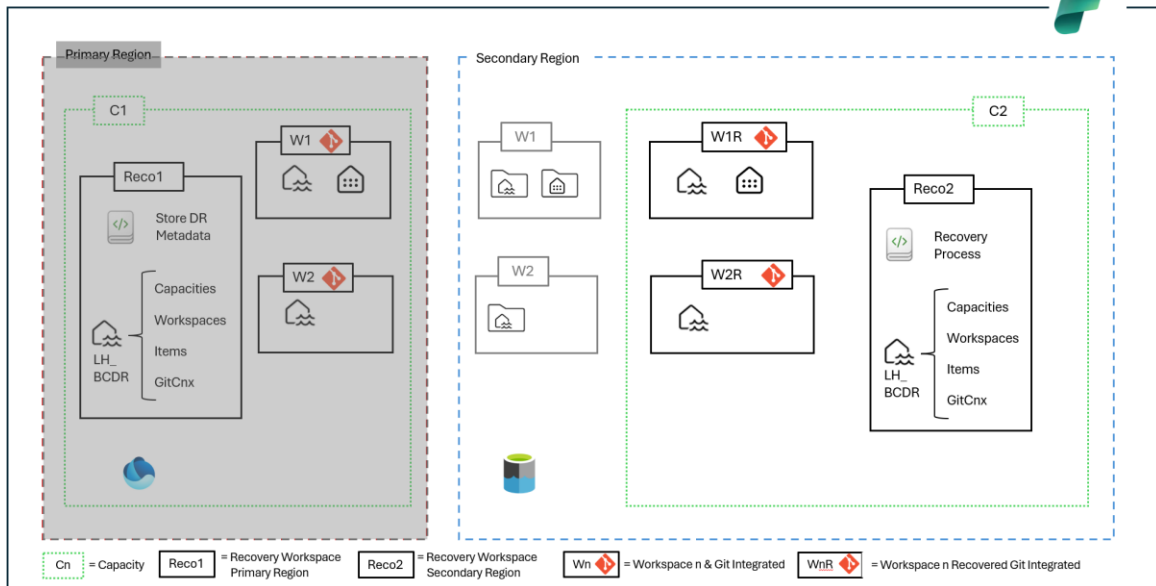 Primary Region
C1
Reco1
Store DR
Metadata
Capacities
Workspaces
Items
GitCnx
LH_
BCDR
W1
W2
Secondary Region
W1
W2
C2
W1R
W2R
Reco2
Recovery
Process
Capacities
Workspaces
Items
GitCnx
LH_
BCDR
Cn = Capacity
Reco1 = Recovery Workspace
Primary Region
Reco2 = Recovery Workspace
Secondary Region
Wn = Workspace n & Git Integrated
WnR = Workspace n Recovered Git Integrated